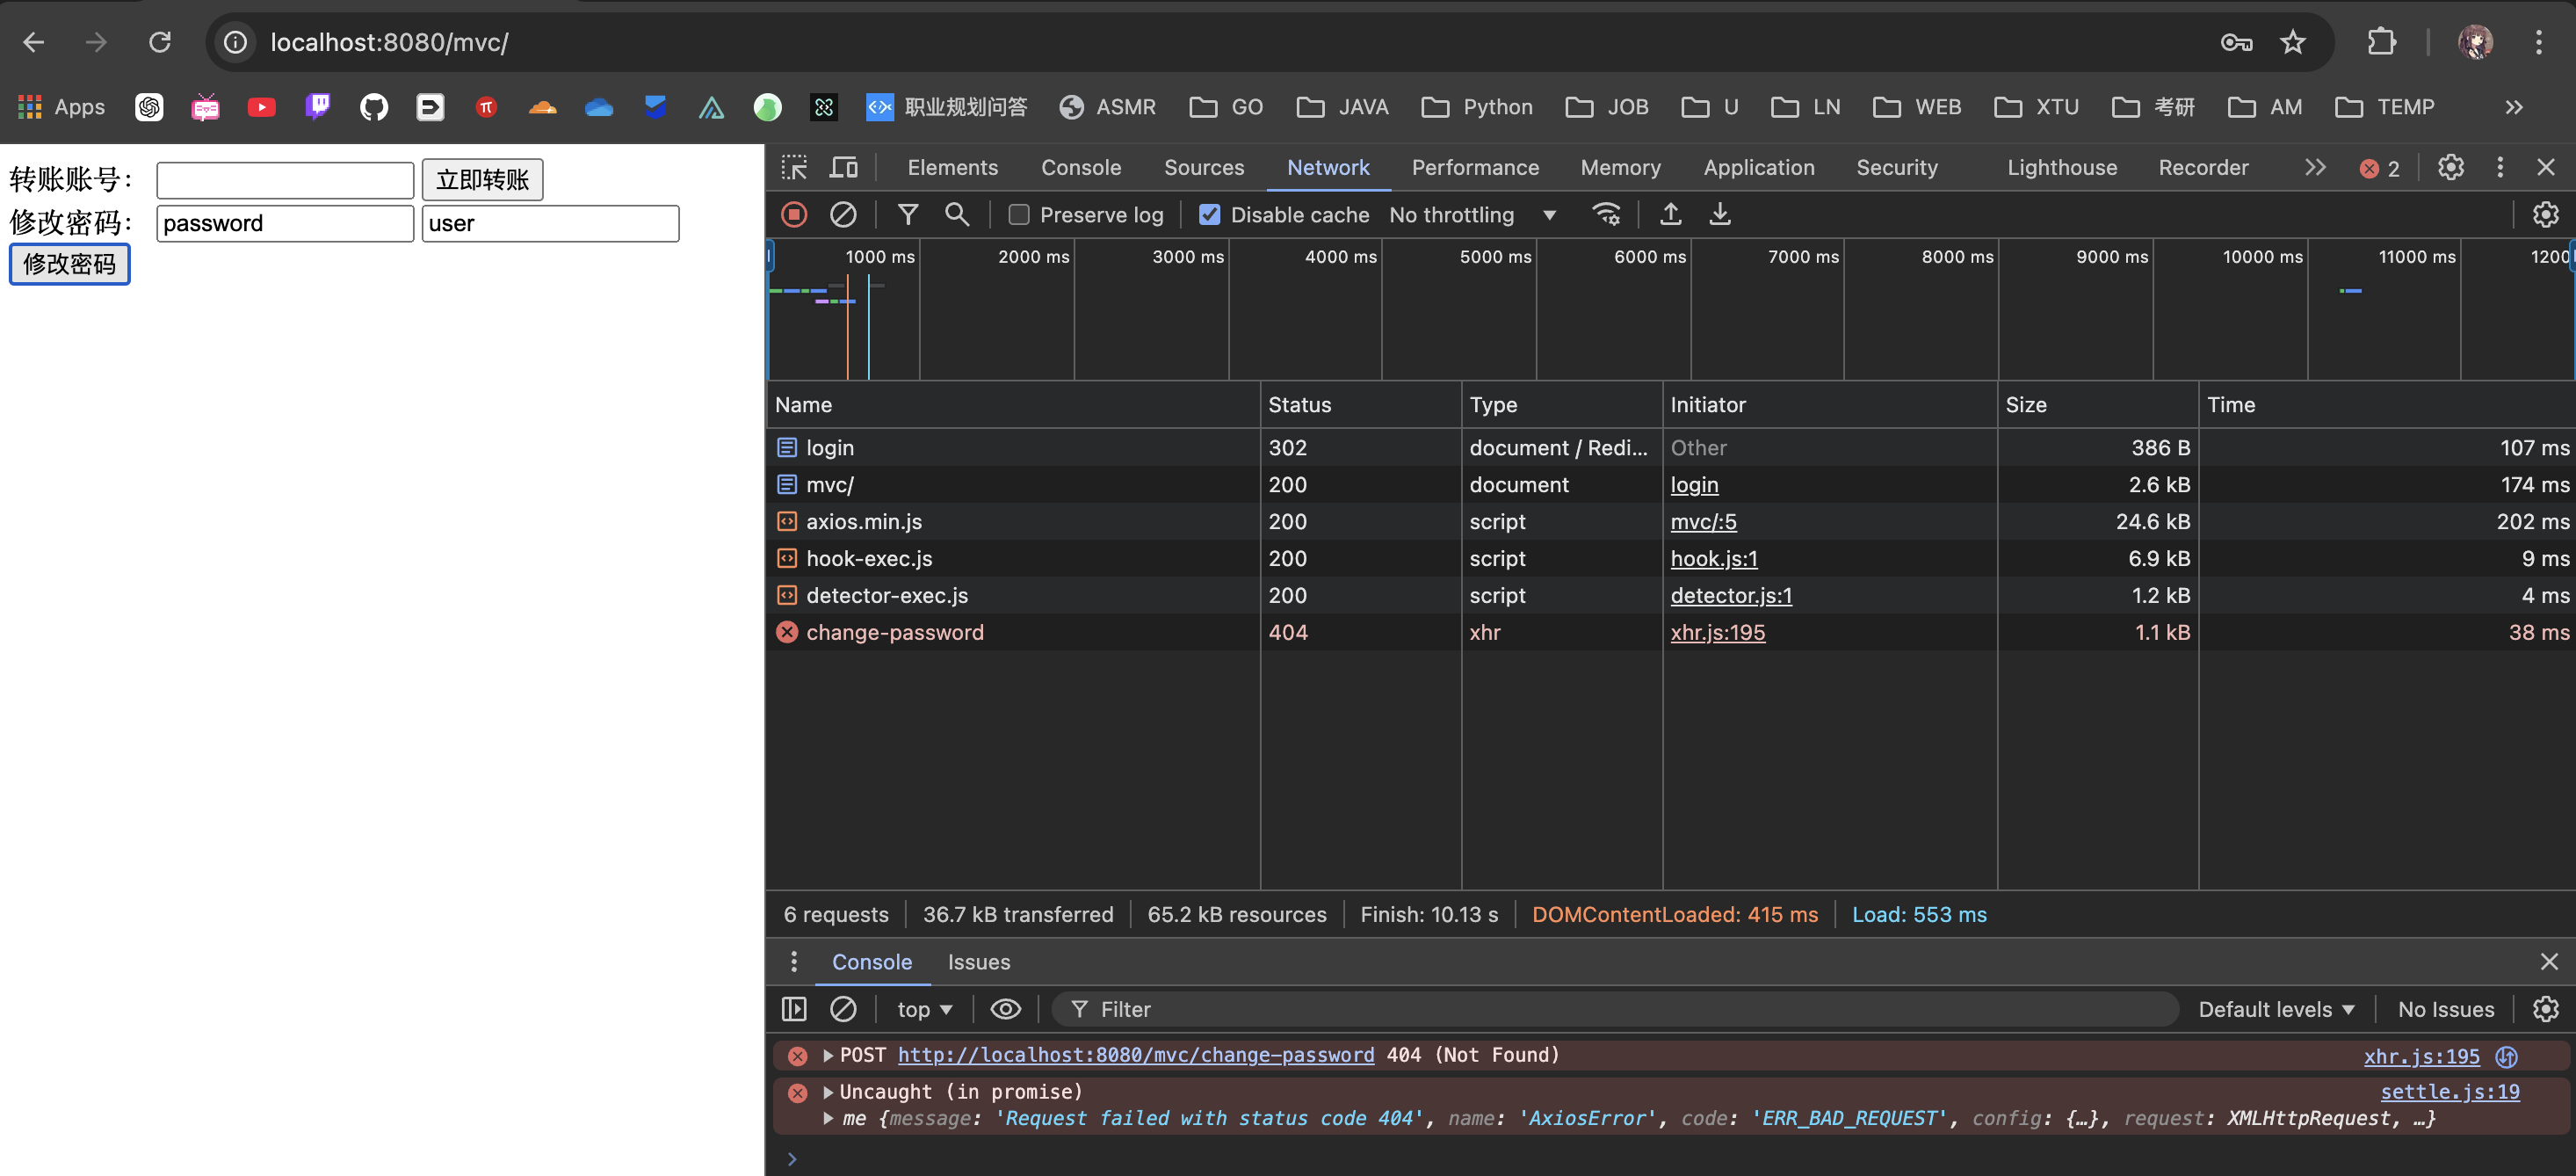 localhost:8080/mvc/
Apps 职业规划问答 ASMR GO JAVA Python JOB U LN WEB XTU 考研 AM TEMP
转账账号： 立即转账
修改密码： password user
修改密码
Elements Console Sources Network Performance Memory Application Security Lighthouse Recorder 2
Preserve log Disable cache No throttling
1000 ms 2000 ms 3000 ms 4000 ms 5000 ms 6000 ms 7000 ms 8000 ms 9000 ms 10000 ms 11000 ms 1200
Name Status Type Initiator Size Time
login 302 document / Redi... Other 386 B 107 ms
mvc/ 200 document login 2.6 kB 174 ms
axios.min.js 200 script mvc/:5 24.6 kB 202 ms
hook-exec.js 200 script hook.js:1 6.9 kB 9 ms
detector-exec.js 200 script detector.js:1 1.2 kB 4 ms
change-password 404 xhr xhr.js:195 1.1 kB 38 ms
6 requests 36.7 kB transferred 65.2 kB resources Finish: 10.13 s DOMContentLoaded: 415 ms Load: 553 ms
Console Issues
top Filter Default levels No Issues
POST http://localhost:8080/mvc/change-password 404 (Not Found) xhr.js:195
Uncaught (in promise) settle.js:19
me {message: 'Request failed with status code 404', name: 'AxiosError', code: 'ERR_BAD_REQUEST', config: {…}, request: XMLHttpRequest, …}